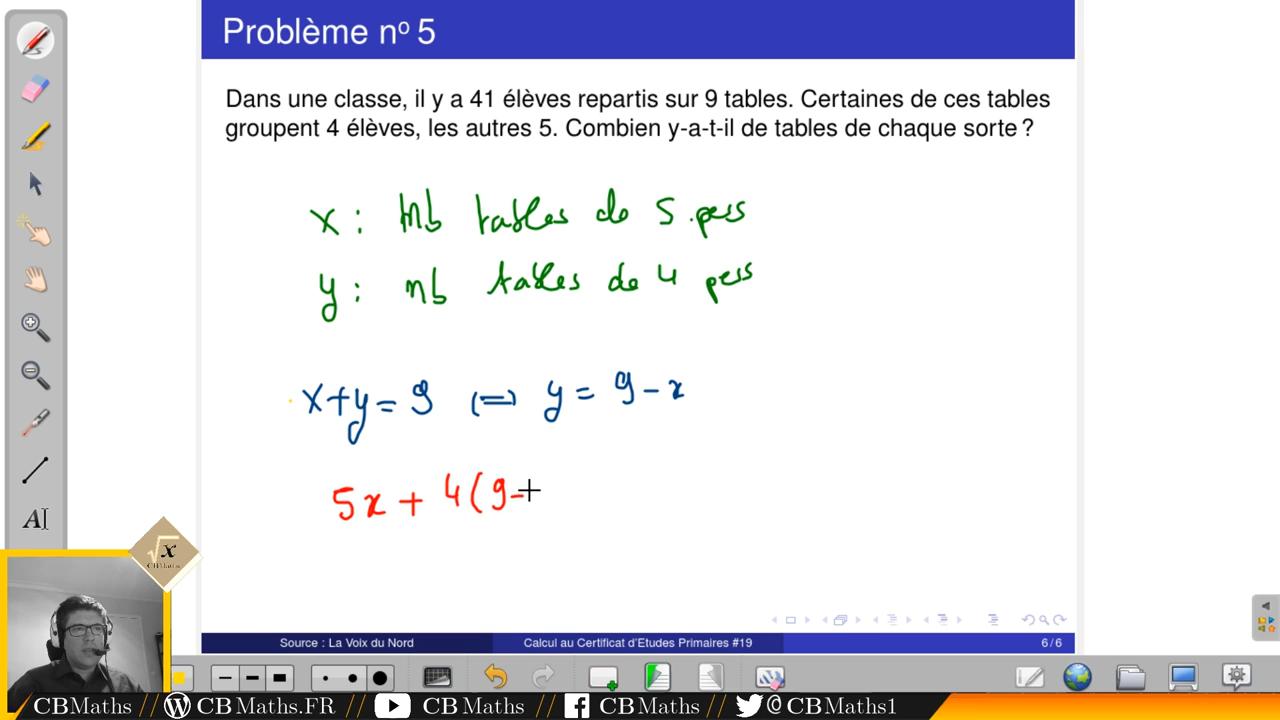 Problème nº 5
Dans une classe, il y a 41 élèves repartis sur 9 tables. Certaines de ces tables
groupent 4 élèves, les autres 5. Combien y-a-t-il de tables de chaque sorte ?
x : nb tables de 5 pers
y : nb tables de 4 pers
x+y = 9 ⟺ y = 9 - x
5x + 4(9-
AI
√x
CBMaths
Source : La Voix du Nord
Calcul au Certificat d'Etudes Primaires #19
6/6
CBMaths // CBMaths.FR // CBMaths // CBMaths // @CBMaths1